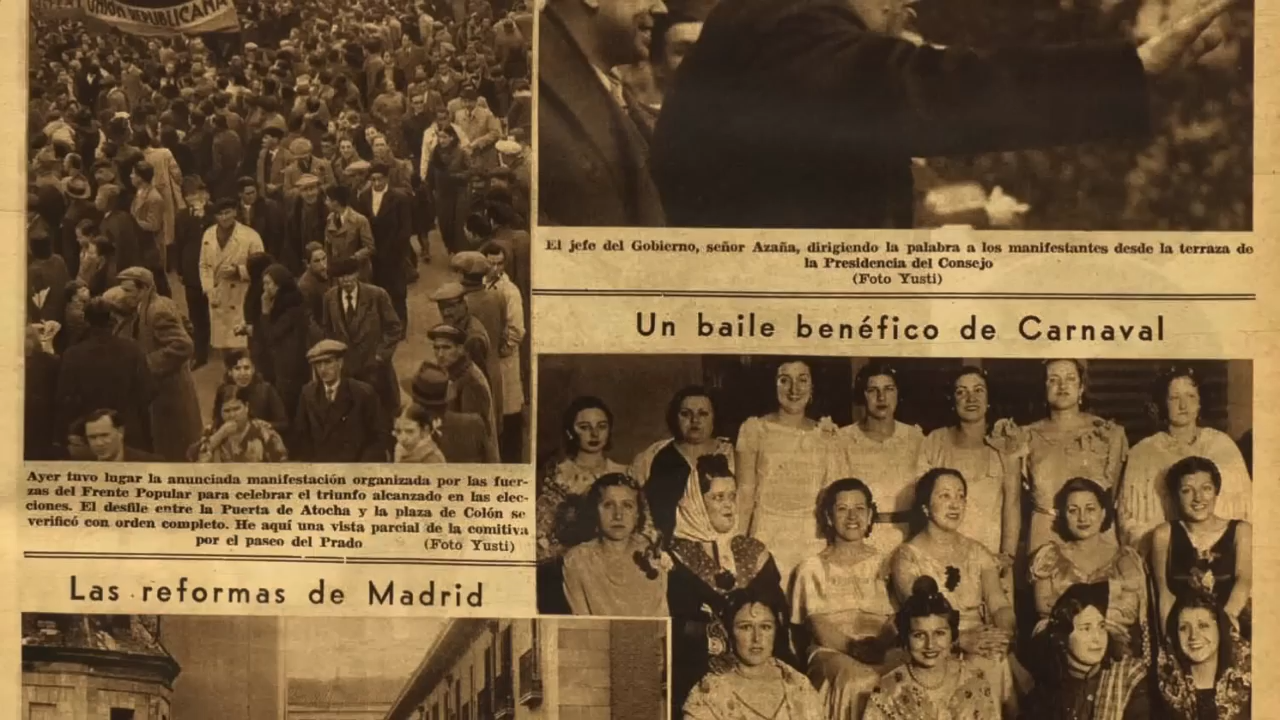 UNION REPUBLICANA
El jefe del Gobierno, señor Azaña, dirigiendo la palabra a los manifestantes desde la terraza de
la Presidencia del Consejo
(Foto Yusti)
Un baile benéfico de Carnaval
Ayer tuvo lugar la anunciada manifestación organizada por las fuer-
zas del Frente Popular para celebrar el triunfo alcanzado en las elec-
ciones. El desfile entre la Puerta de Atocha y la plaza de Colón se
verificó con orden completo. He aquí una vista parcial de la comitiva
por el paseo del Prado (Foto Yusti)
Las reformas de Madrid